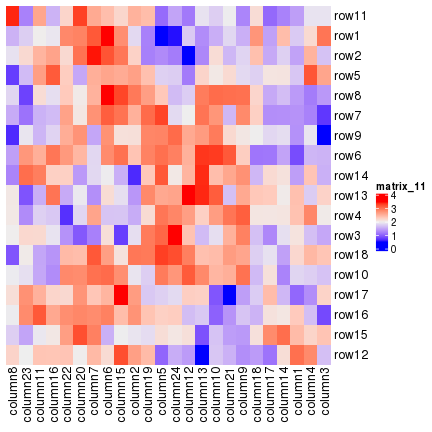 row11
row1
row2
row5
row8
row7
row9
row6
row14
row13
row4
row3
row18
row10
row17
row16
row15
row12
matrix_11
4
3
2
1
0
column8
column23
column11
column16
column22
column20
column7
column6
column15
column2
column19
column5
column24
column12
column13
column10
column21
column9
column18
column17
column14
column1
column4
column3